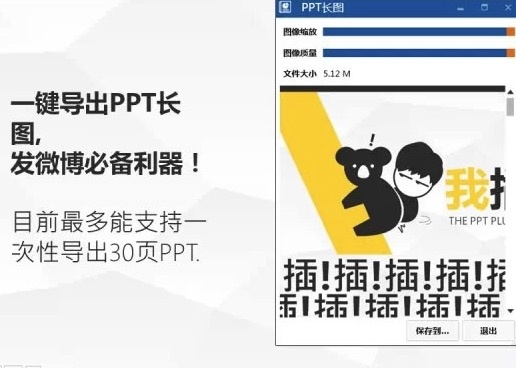 一键导出PPT长
图,
发微博必备利器！
目前最多能支持一
次性导出30页PPT.
PPT长图
图像缩放
图像质量
文件大小 5.12 M
!
我插
THE PPT PLU
插!插!插!插!插
插!插!插!插!插
保存到...
退出